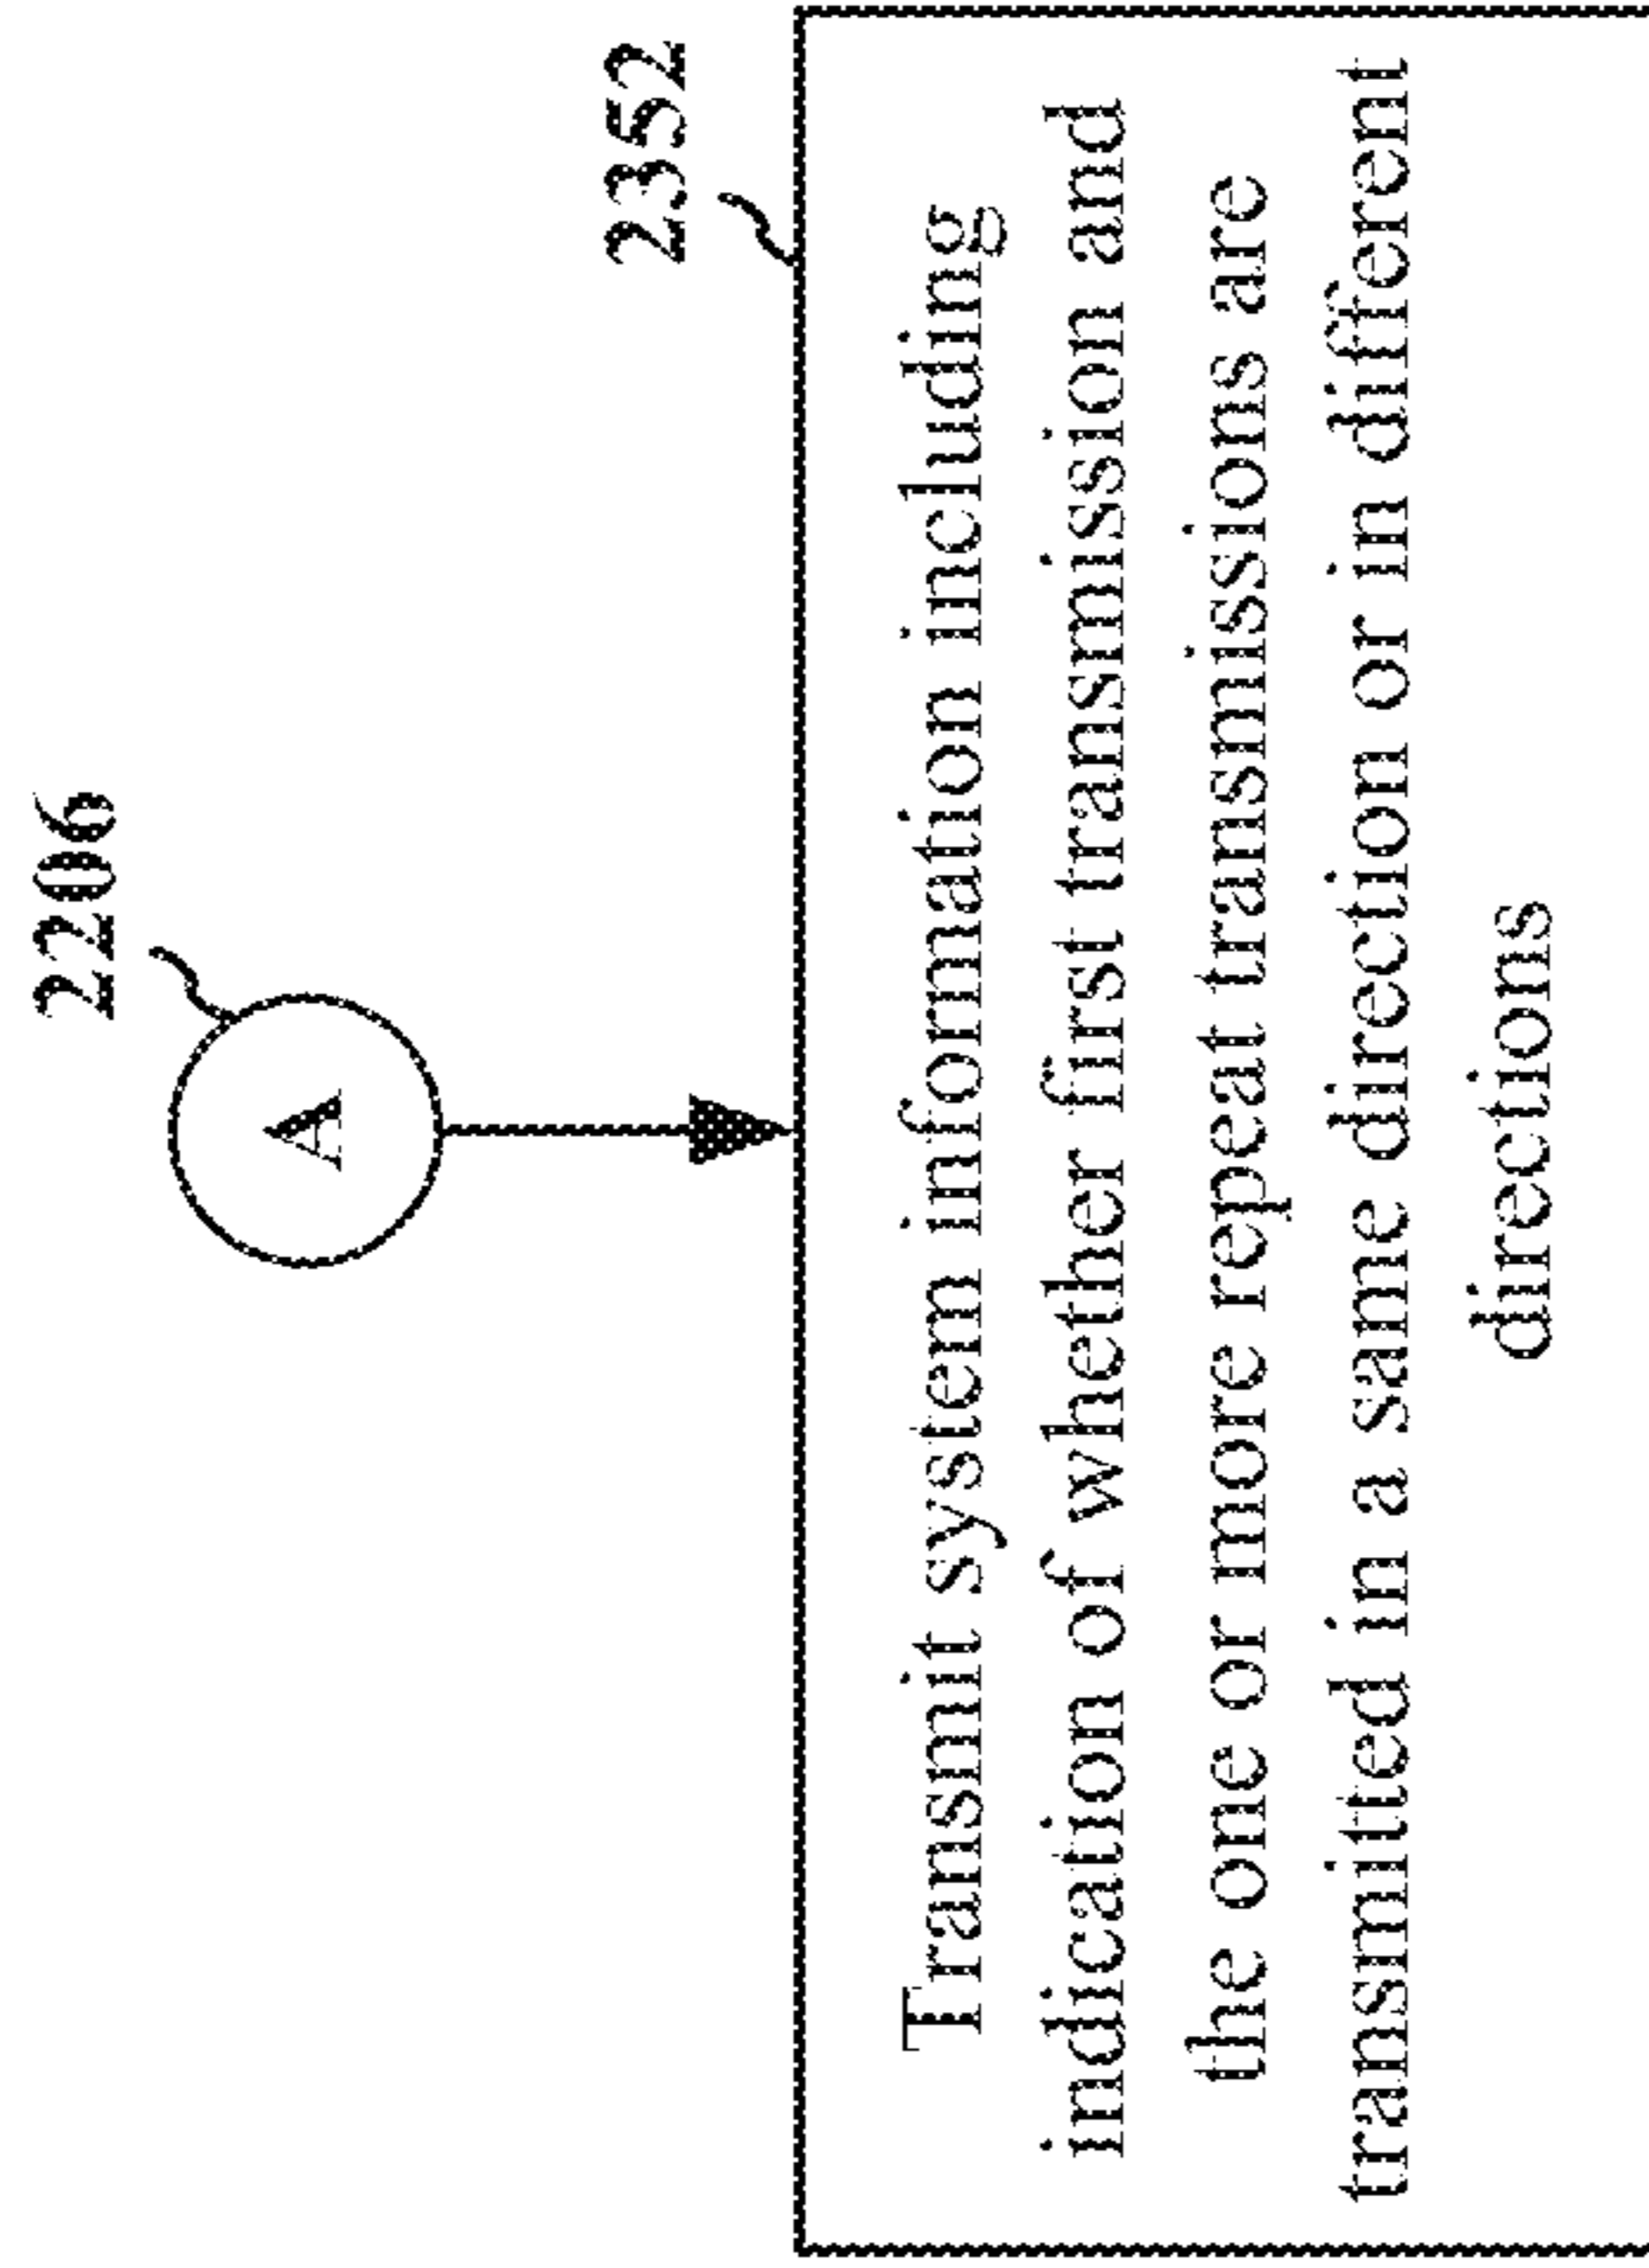 2206
A
2352
Transmit system information including
indication of whether first transmission and
the one or more repeat transmissions are
transmitted in a same direction or in different
directions